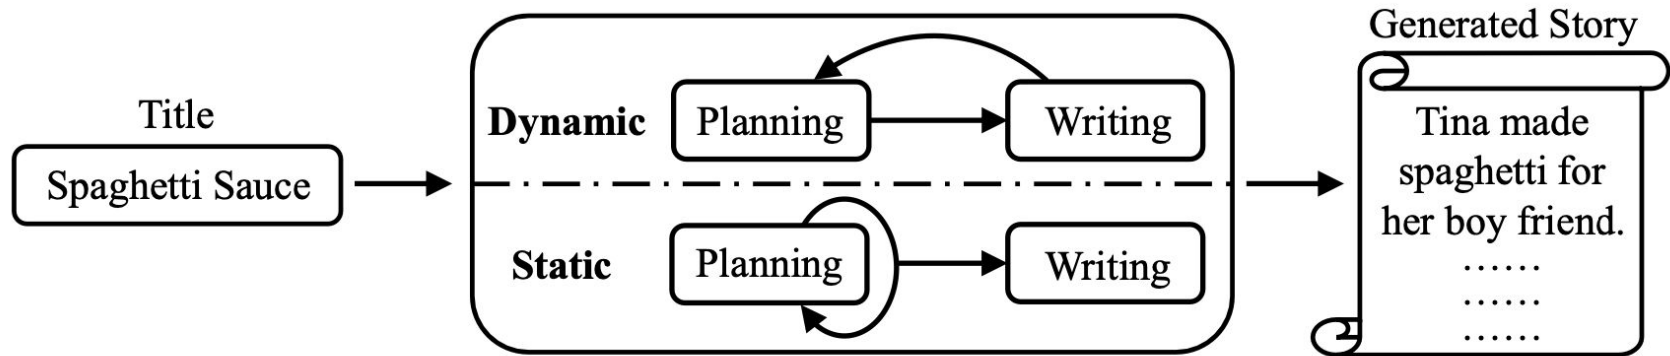 Title
Spaghetti Sauce
Dynamic
Planning
Writing
Static
Planning
Writing
Generated Story
Tina made
spaghetti for
her boy friend.
……
……
……